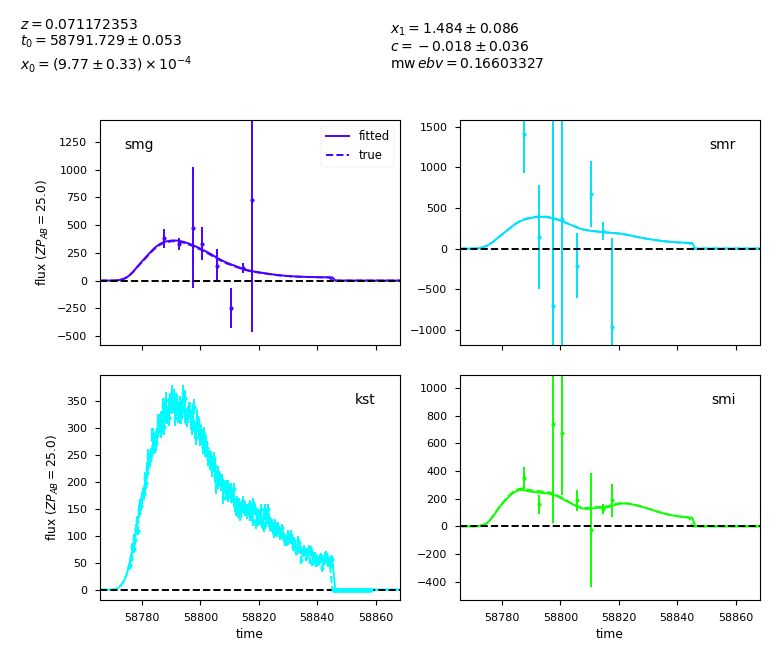 z = 0.071172353
t₀ = 58791.729 ± 0.053
x₀ = (9.77 ± 0.33) × 10⁻⁴
x₁ = 1.484 ± 0.086
c = −0.018 ± 0.036
mw ebv = 0.16603327
smg
fitted
true
1250
1000
750
500
250
0
−250
−500
flux (ZP_AB = 25.0)
smr
1500
1000
500
0
−500
−1000
kst
350
300
250
200
150
100
50
0
flux (ZP_AB = 25.0)
58780
58800
58820
58840
58860
time
smi
1000
800
600
400
200
0
−200
−400
58780
58800
58820
58840
58860
time